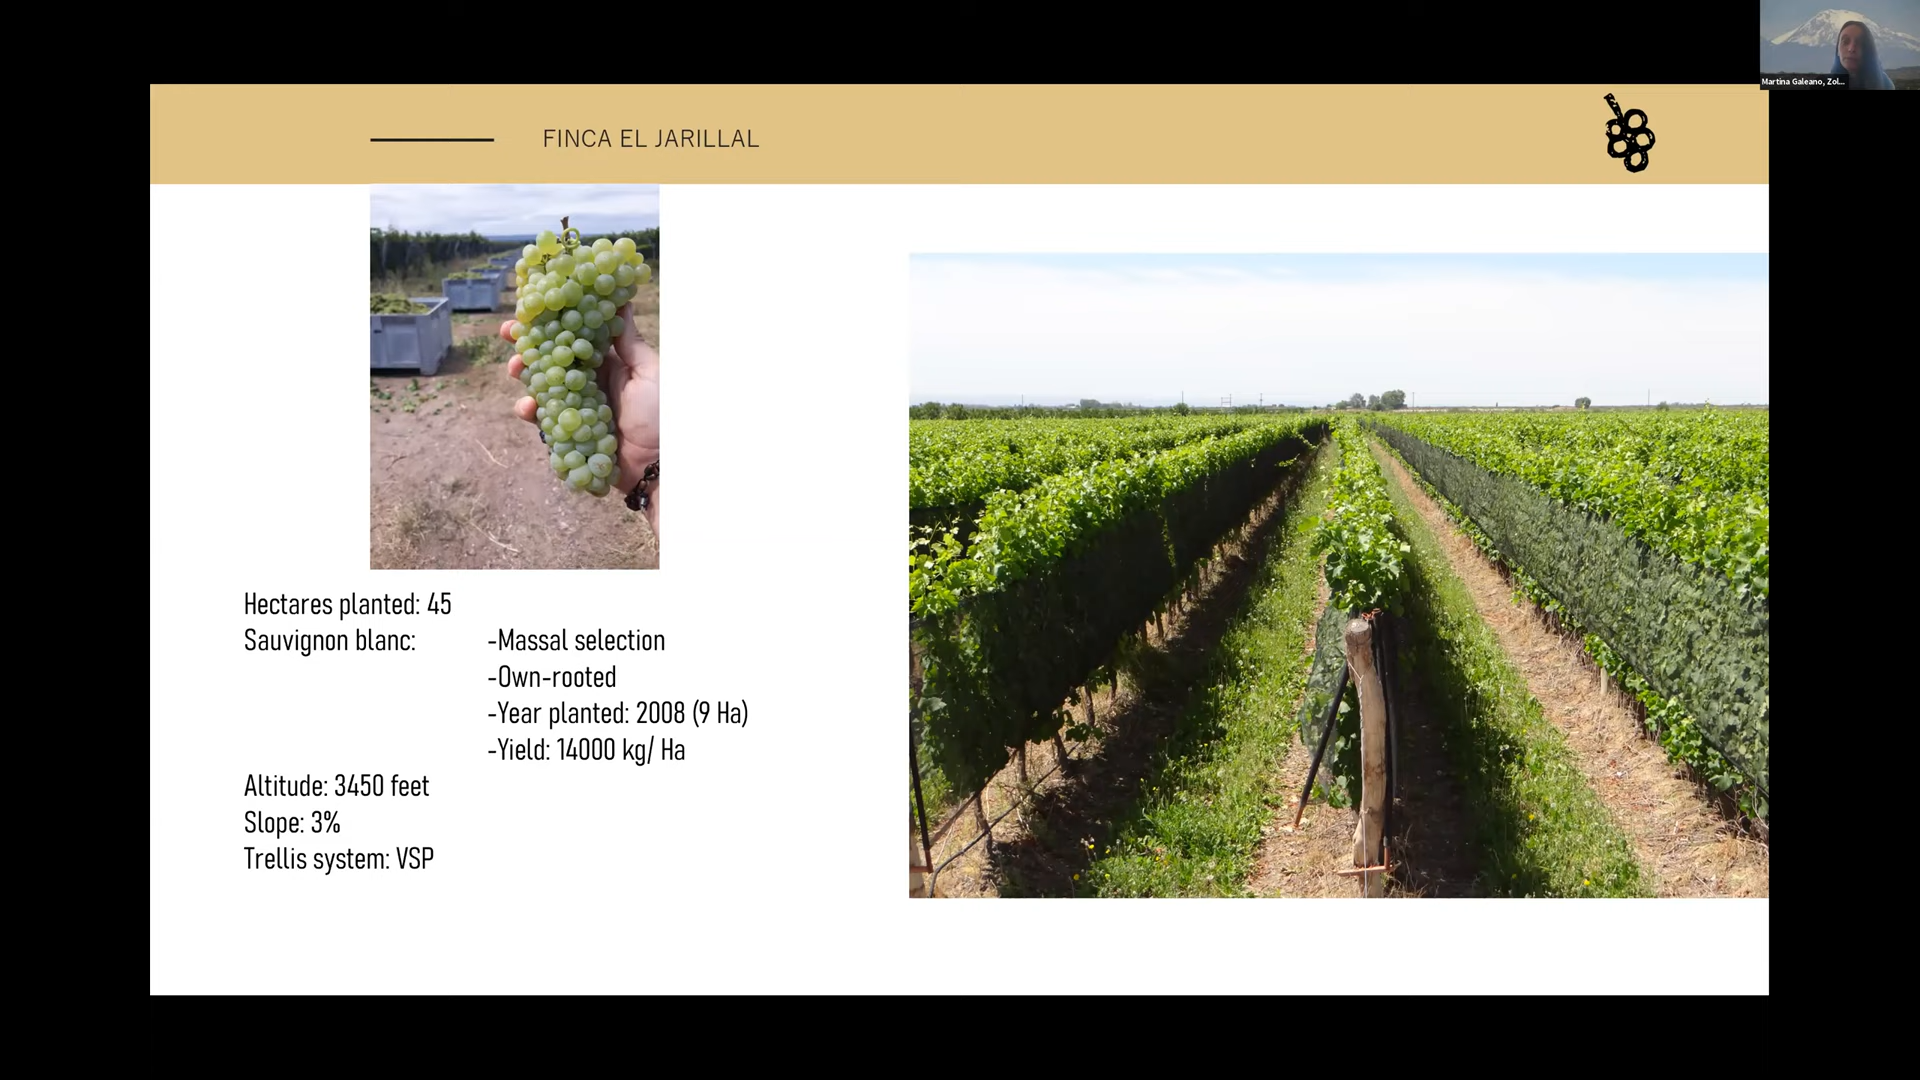 Martina Galeano, Zol...
FINCA EL JARILLAL
Hectares planted: 45
Sauvignon blanc: -Massal selection
-Own-rooted
-Year planted: 2008 (9 Ha)
-Yield: 14000 kg/ Ha
Altitude: 3450 feet
Slope: 3%
Trellis system: VSP